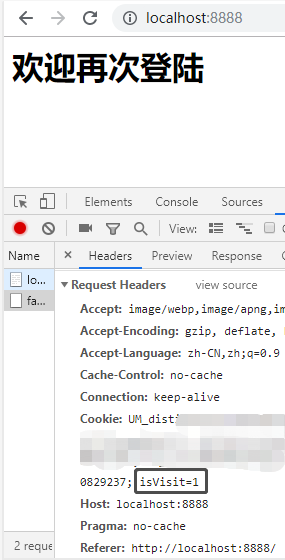 localhost:8888
欢迎再次登陆
Elements Console Sources
View:
Name × Headers Preview Response
lo... Request Headers view source
fa... Accept: image/webp,image/apng,im
Accept-Encoding: gzip, deflate,
Accept-Language: zh-CN,zh;q=0.9
Cache-Control: no-cache
Connection: keep-alive
Cookie:
0829237; isVisit=1
Host: localhost:8888
Pragma: no-cache
2 reque Referer: http://localhost:8888/